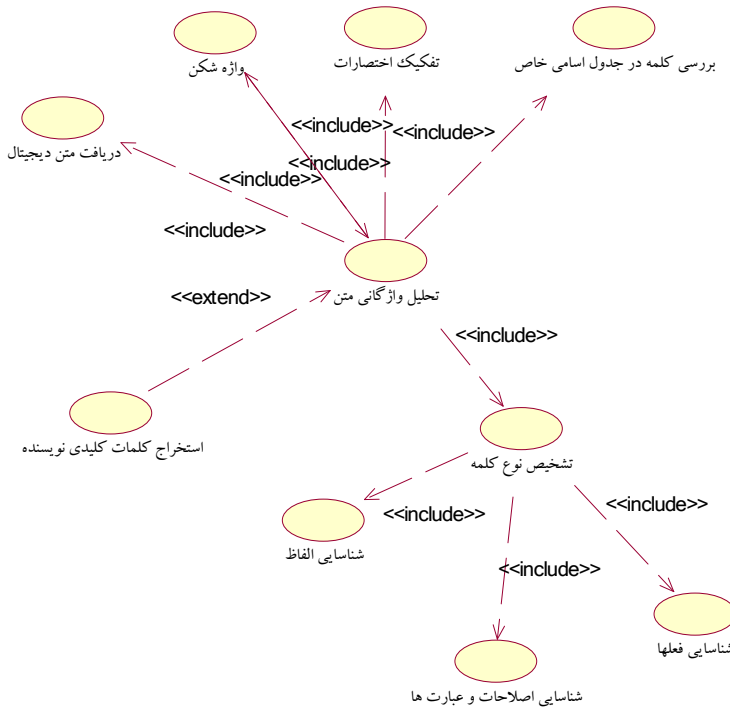 بررسی کلمه در جدول اسامی خاص
تفکیک اختصارات
واژه شکن
<<include>>
<<include>>
دریافت متن دیجیتال
<<include>>
<<include>>
<<include>>
تحلیل واژگانی متن
<<extend>>
<<include>>
استخراج کلمات کلیدی نویسنده
تشخیص نوع کلمه
<<include>>
<<include>>
شناسایی الفاظ
<<include>>
شناسایی فعلها
شناسایی اصلاحات و عبارت ها